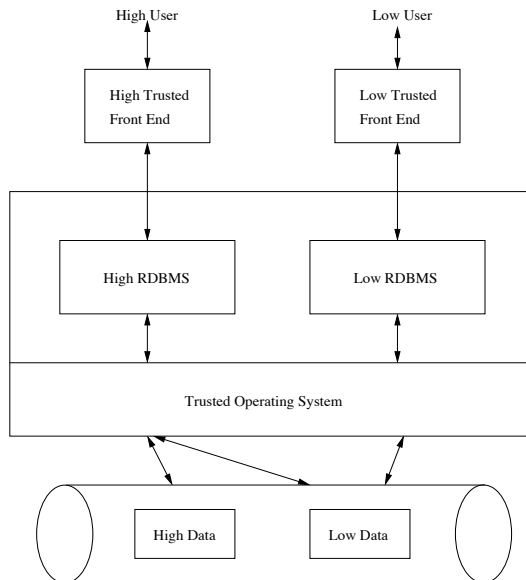 High User
Low User
High Trusted
Front End
Low Trusted
Front End
High RDBMS
Low RDBMS
Trusted Operating System
High Data
Low Data